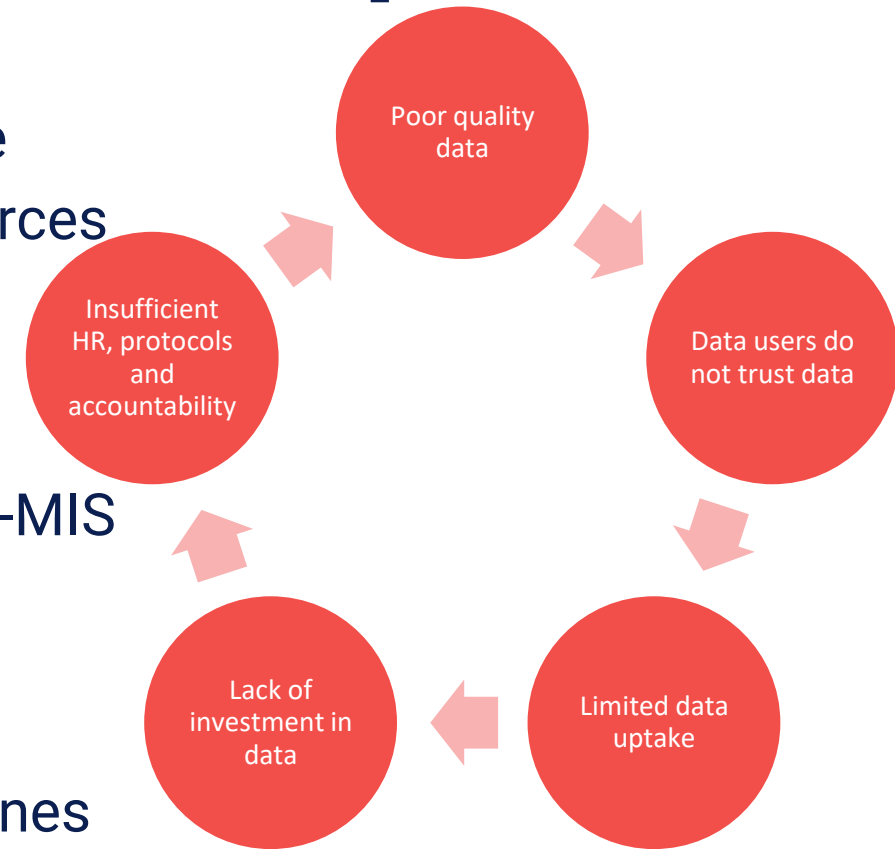 e
rces
-MIS
nes
Poor quality
data
Data users do
not trust data
Limited data
uptake
Lack of
investment in
data
Insufficient
HR, protocols
and
accountability